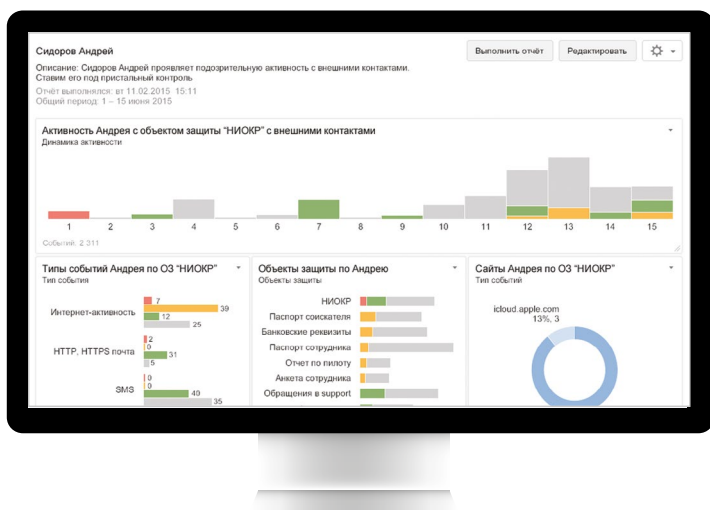 Сидоров Андрей
Выполнить отчёт
Редактировать
Описание: Сидоров Андрей проявляет подозрительную активность с внешними контактами.
Ставим его под пристальный контроль
Отчёт выполнялся: вт 11.02.2015 15:11
Общий период: 1 – 15 июня 2015
Активность Андрея с объектом защиты "НИОКР" с внешними контактами
Динамика активности
1 2 3 4 5 6 7 8 9 10 11 12 13 14 15
Событий: 2 311
Типы событий Андрея по ОЗ "НИОКР"
Тип события
Интернет-активность
7
39
12
25
HTTP, HTTPS почта
2
0
31
5
SMS
0
0
40
35
Объекты защиты по Андрею
Объекты защиты
НИОКР
Паспорт соискателя
Банковские реквизиты
Паспорт сотрудника
Отчет по пилоту
Анкета сотрудника
Обращения в support
Сайты Андрея по ОЗ "НИОКР"
Тип событий
icloud.apple.com
13%, 3